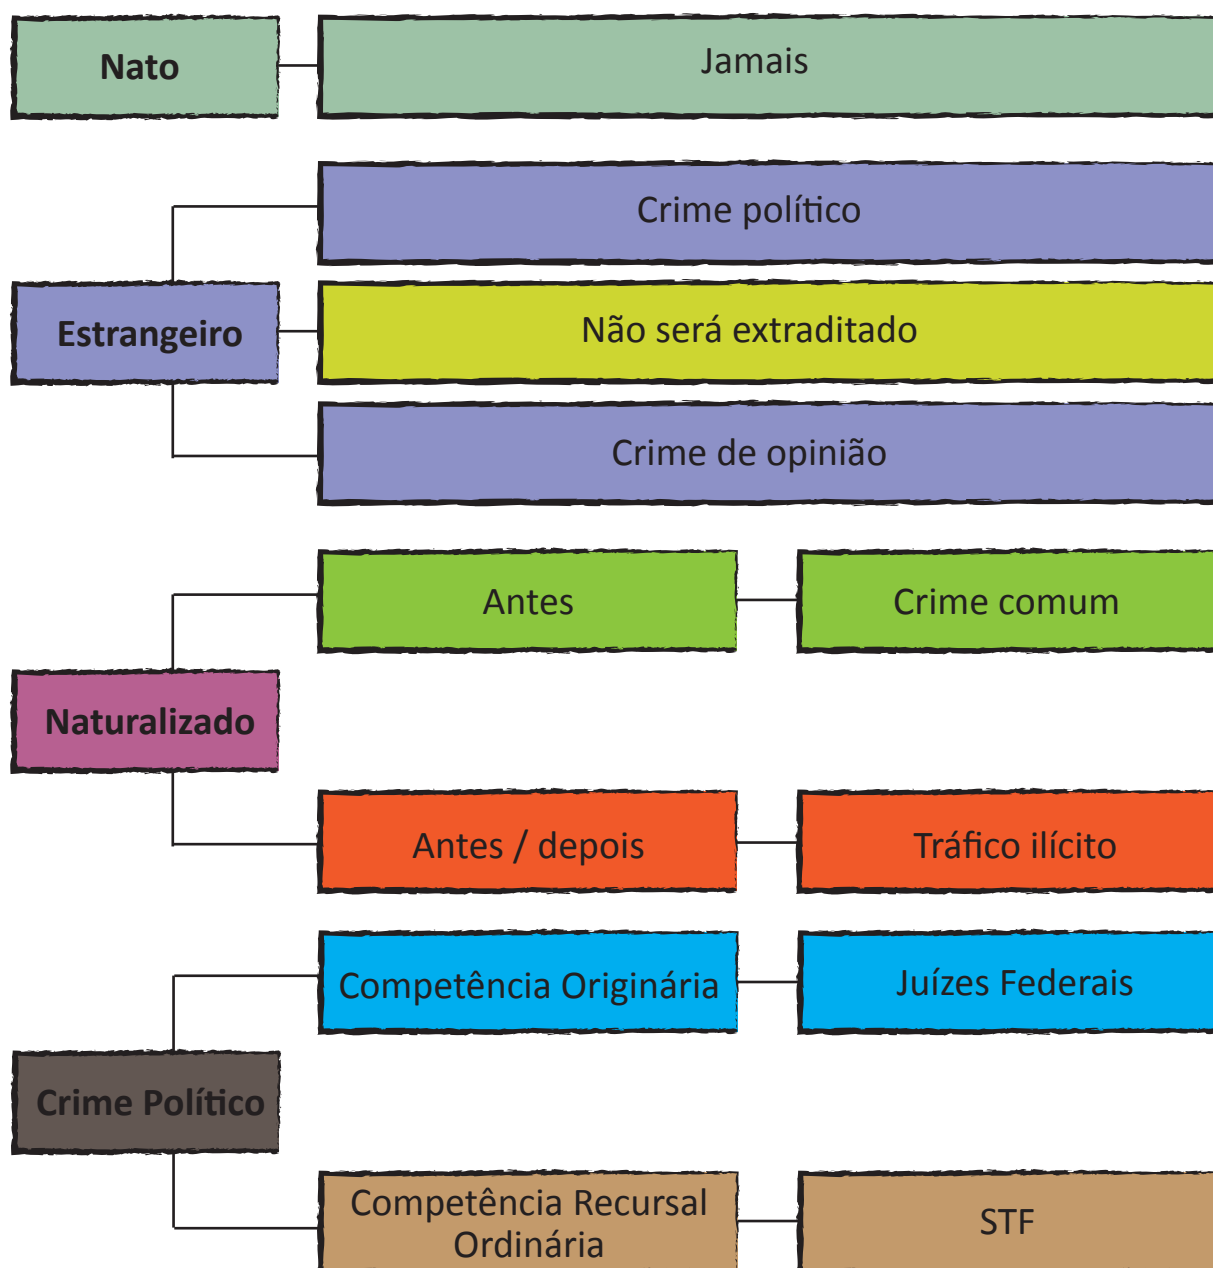 Nato
Jamais
Crime político
Estrangeiro
Não será extraditado
Crime de opinião
Antes
Crime comum
Naturalizado
Antes / depois
Tráfico ilícito
Competência Originária
Juízes Federais
Crime Político
Competência Recursal
Ordinária
STF